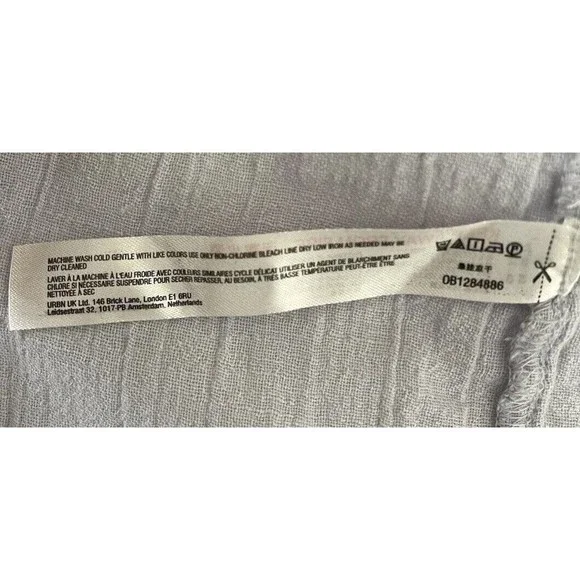 MACHINE WASH COLD GENTLE WITH LIKE COLORS USE ONLY NON-CHLORINE BLEACH LINE DRY LOW IRON AS NEEDED MAY BE
DRY CLEANED
LAVER À LA MACHINE À L'EAU FROIDE AVEC COULEURS SIMILAIRES CYCLE DÉLICAT UTILISER UN AGENT DE BLANCHIMENT SANS
CHLORE SI NÉCESSAIRE SUSPENDRE POUR SÉCHER REPASSER, AU BESOIN, À TRÈS BASSE TEMPÉRATURE PEUT-ÊTRE ÊTRE
NETTOYÉE À SEC
URBN UK Ltd. 146 Brick Lane, London E1 6RU
Leidsestraat 32, 1017-PB Amsterdam, Netherlands
OB1284886